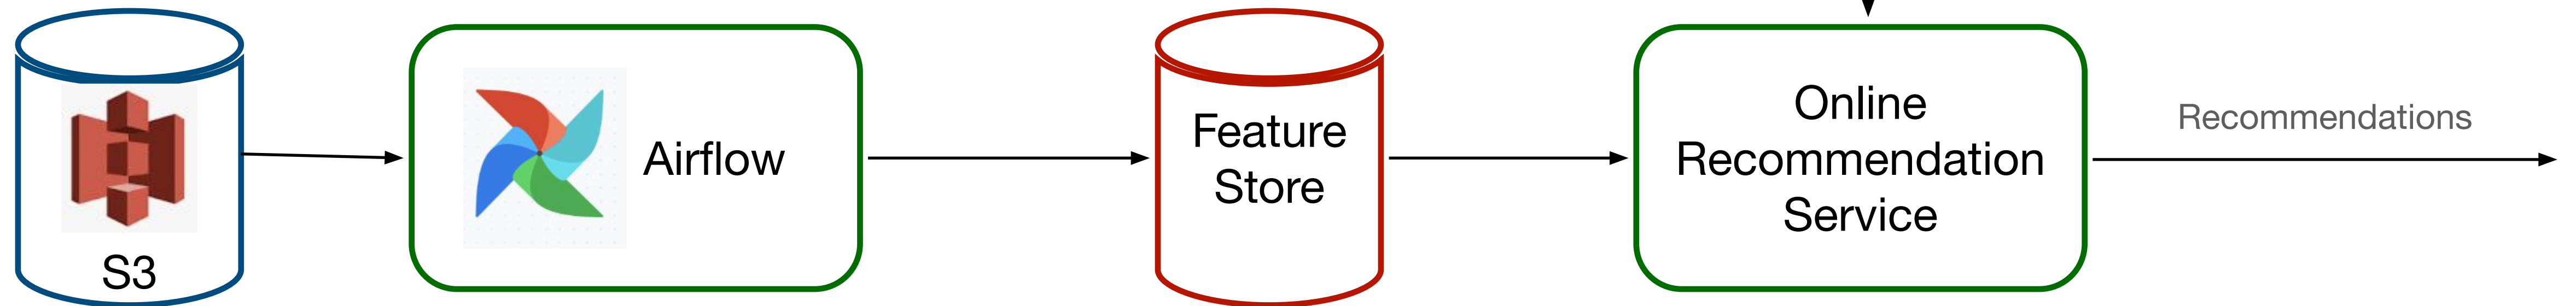 S3
Airflow
Feature
Store
Online
Recommendation
Service
Recommendations